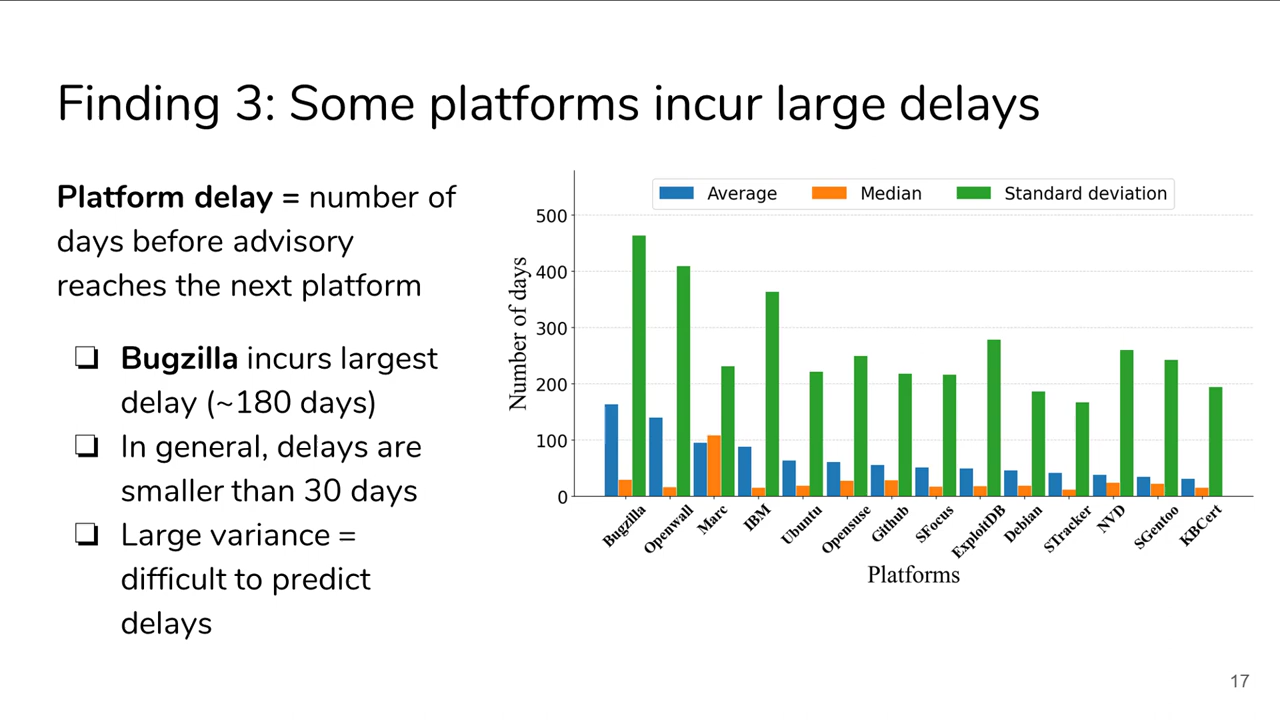 Finding 3: Some platforms incur large delays
Platform delay = number of
days before advisory
reaches the next platform
❏ Bugzilla incurs largest
delay (~180 days)
❏ In general, delays are
smaller than 30 days
❏ Large variance =
difficult to predict
delays
Average Median Standard deviation
Number of days
500
400
300
200
100
0
Bugzilla Openwall Marc IBM Ubuntu Opensuse Github SFocus ExploitDB Debian STracker NVD SGentoo KBCert
Platforms
17